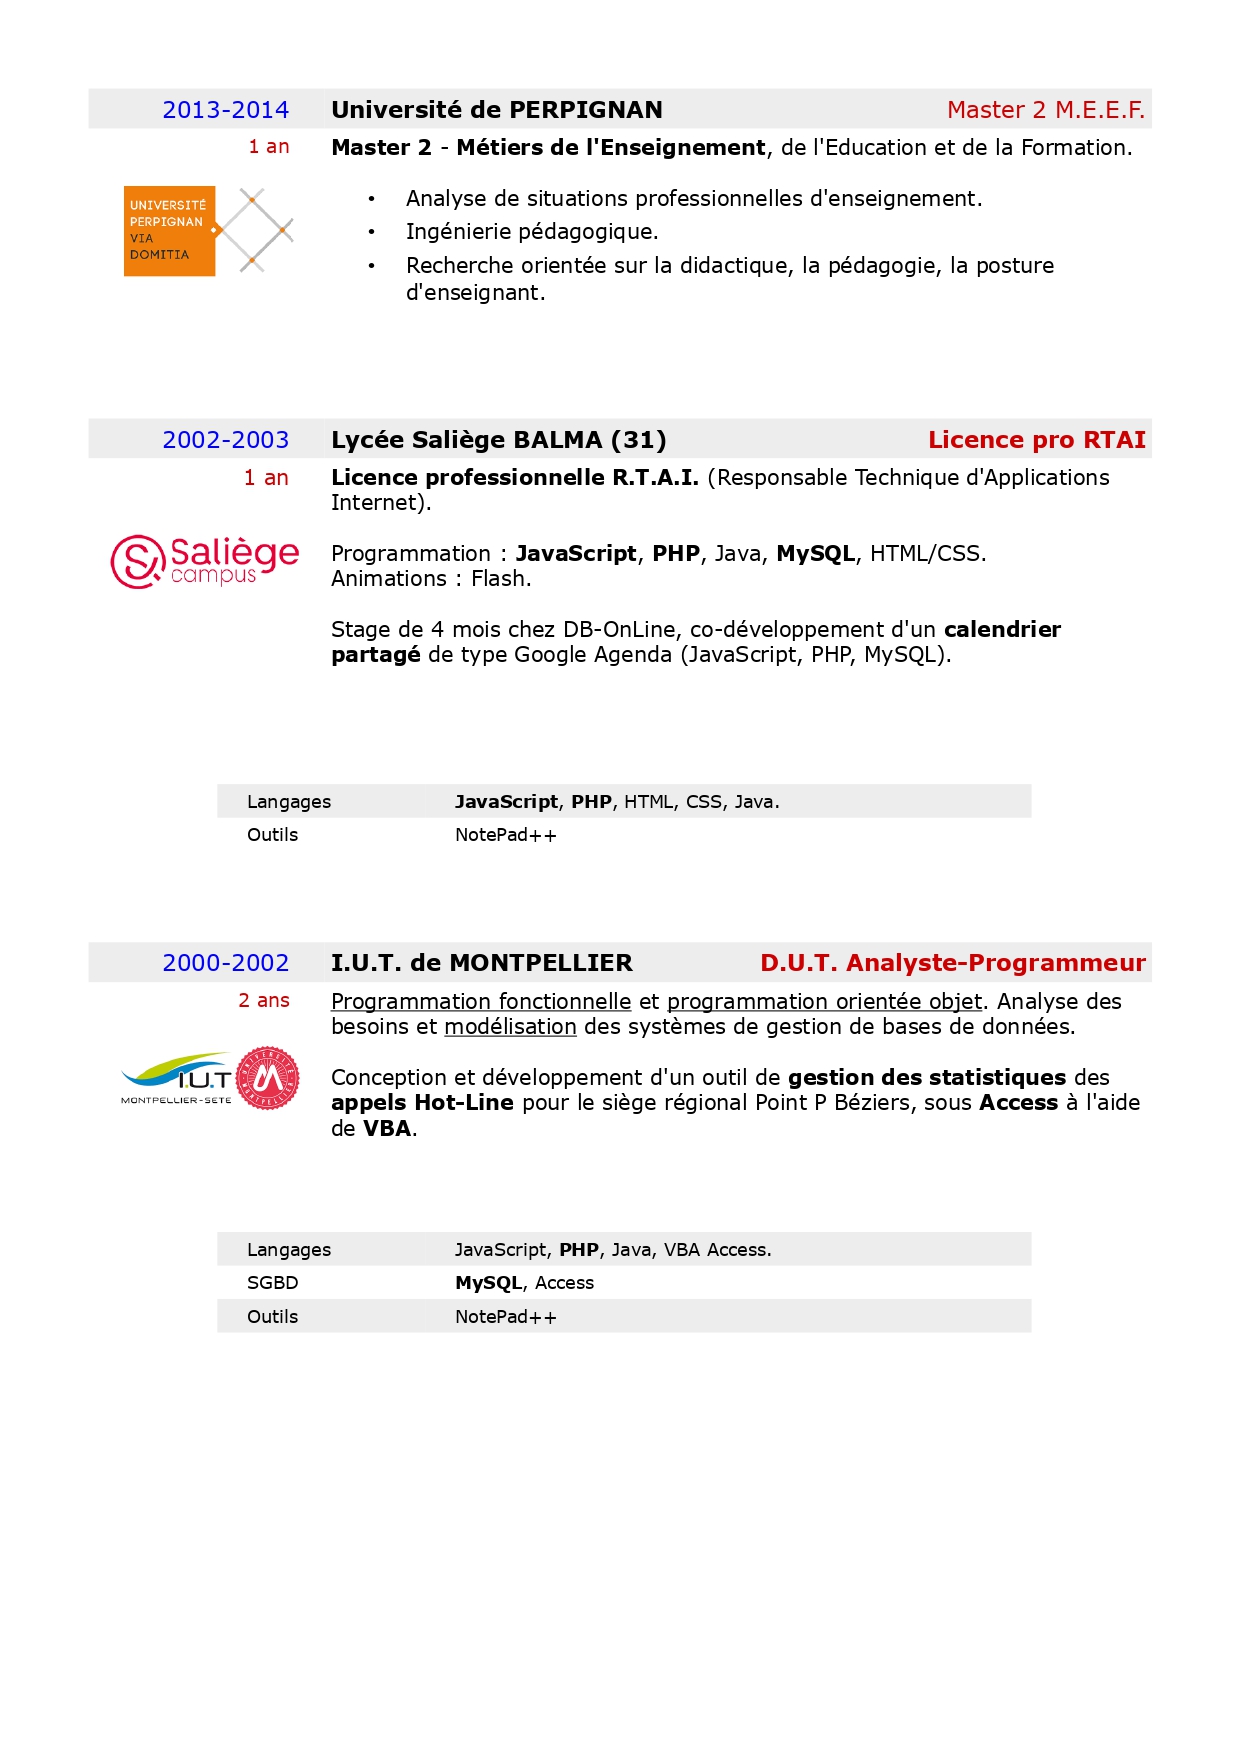 2013-2014 Université de PERPIGNAN Master 2 M.E.E.F.
1 an Master 2 - Métiers de l'Enseignement, de l'Education et de la Formation.
UNIVERSITÉ
PERPIGNAN
VIA
DOMITIA
• Analyse de situations professionnelles d'enseignement.
• Ingénierie pédagogique.
• Recherche orientée sur la didactique, la pédagogie, la posture
d'enseignant.
2002-2003 Lycée Saliège BALMA (31) Licence pro RTAI
1 an Licence professionnelle R.T.A.I. (Responsable Technique d'Applications
Internet).
Saliège
campus
Programmation : JavaScript, PHP, Java, MySQL, HTML/CSS.
Animations : Flash.
Stage de 4 mois chez DB-OnLine, co-développement d'un calendrier
partagé de type Google Agenda (JavaScript, PHP, MySQL).
Langages JavaScript, PHP, HTML, CSS, Java.
Outils NotePad++
2000-2002 I.U.T. de MONTPELLIER D.U.T. Analyste-Programmeur
2 ans Programmation fonctionnelle et programmation orientée objet. Analyse des
besoins et modélisation des systèmes de gestion de bases de données.
I.U.T
MONTPELLIER-SETE
UNIVERSITÉ MONTPELLIER
Conception et développement d'un outil de gestion des statistiques des
appels Hot-Line pour le siège régional Point P Béziers, sous Access à l'aide
de VBA.
Langages JavaScript, PHP, Java, VBA Access.
SGBD MySQL, Access
Outils NotePad++